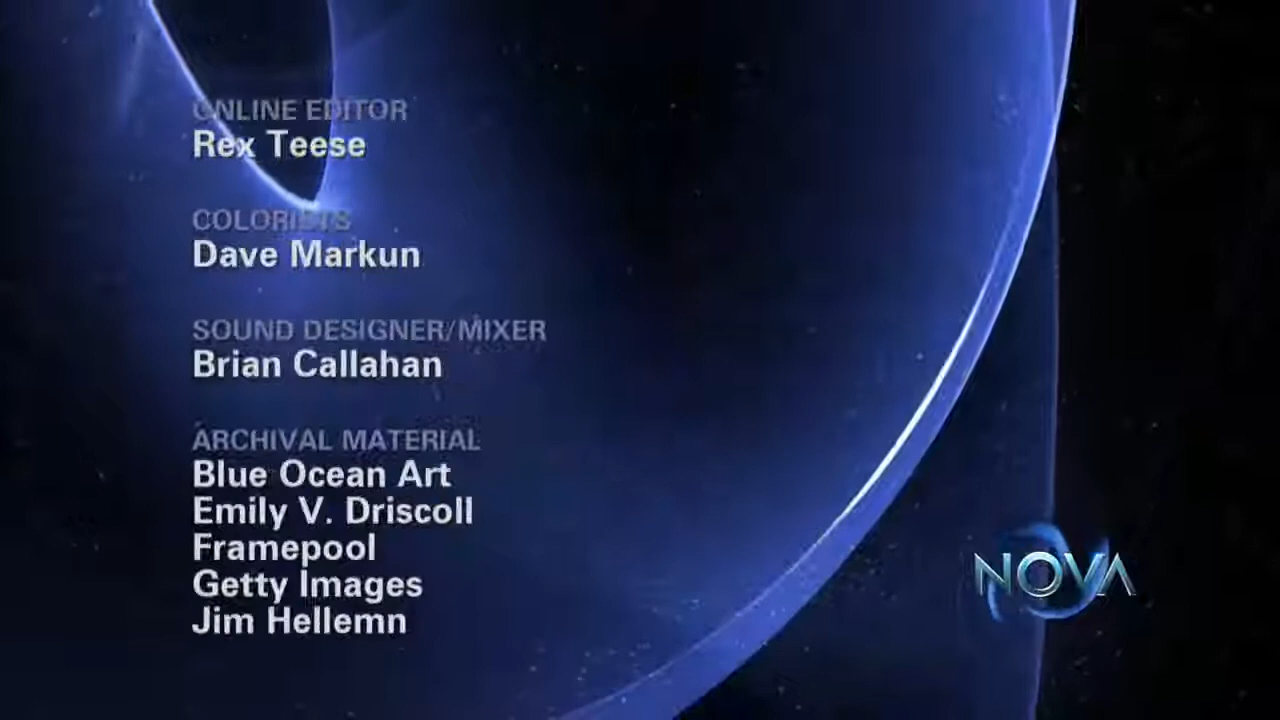 ONLINE EDITOR
Rex Teese
COLORISTS
Dave Markun
SOUND DESIGNER/MIXER
Brian Callahan
ARCHIVAL MATERIAL
Blue Ocean Art
Emily V. Driscoll
Framepool
Getty Images
Jim Hellemn
NOVA